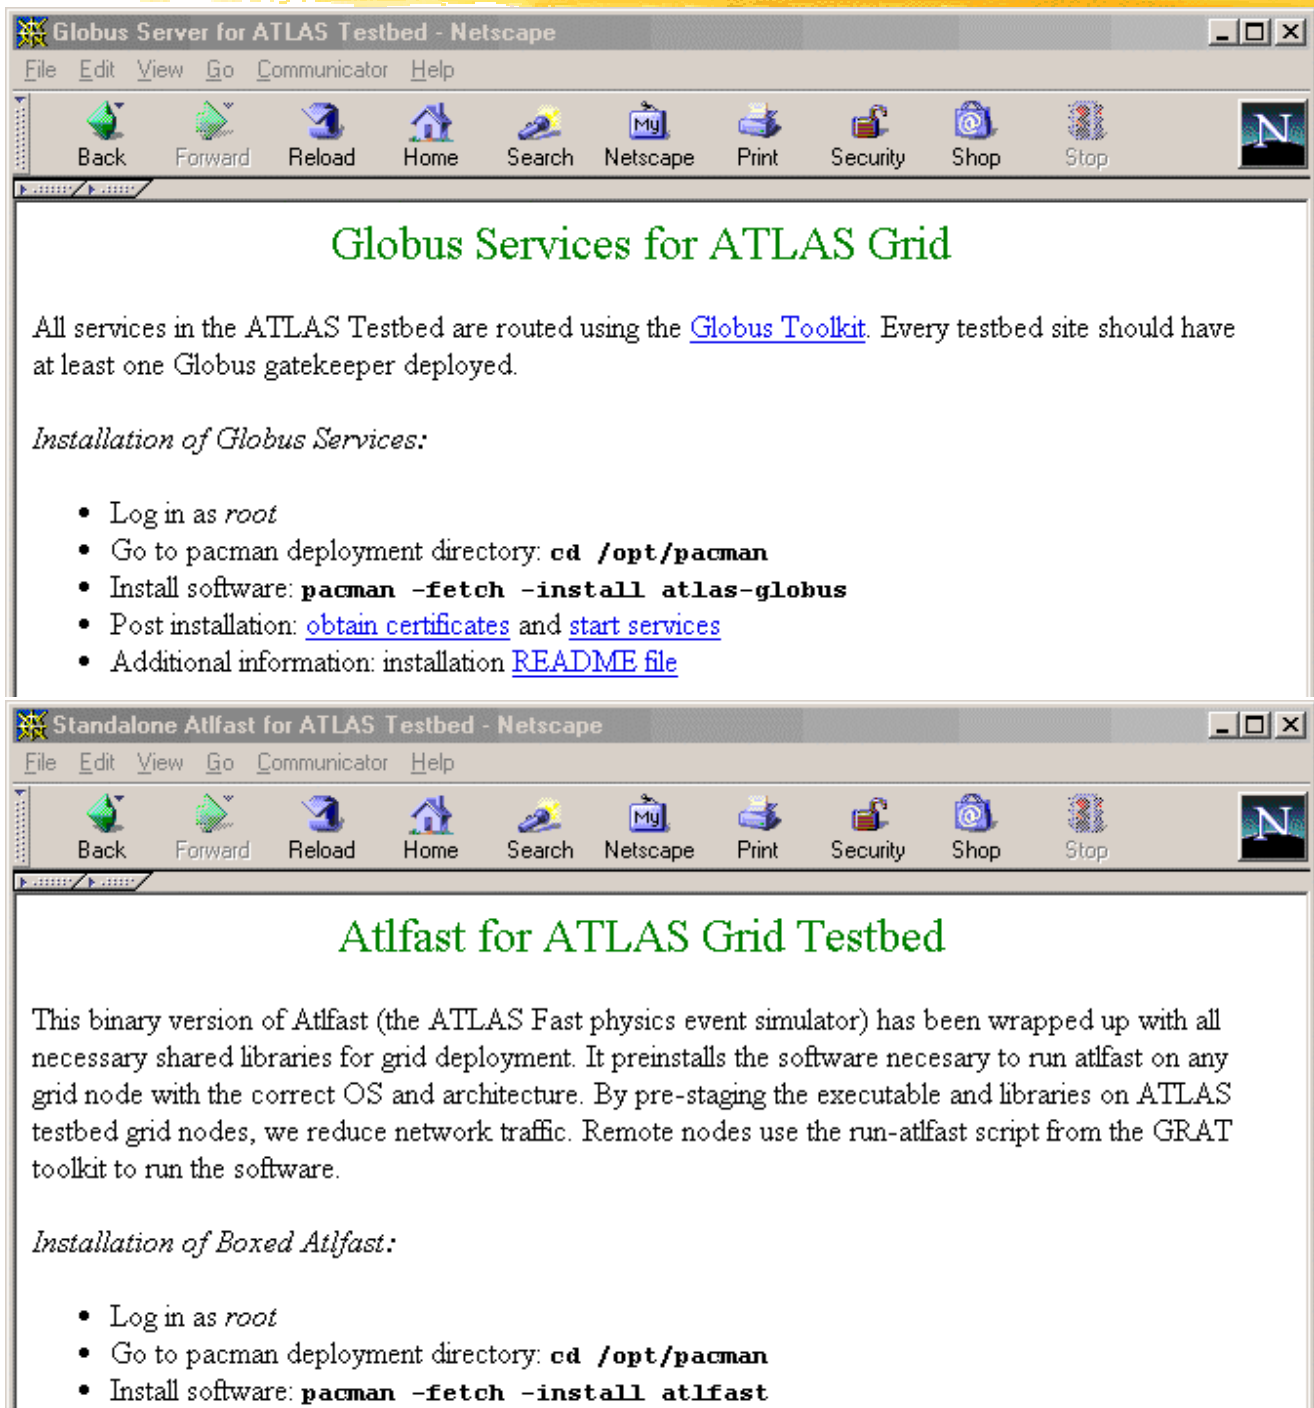 Globus Server for ATLAS Testbed - Netscape
File Edit View Go Communicator Help
Back Forward Reload Home Search Netscape Print Security Shop Stop
My
N
Globus Services for ATLAS Grid
All services in the ATLAS Testbed are routed using the Globus Toolkit. Every testbed site should have
at least one Globus gatekeeper deployed.
Installation of Globus Services:
• Log in as root
• Go to pacman deployment directory: cd /opt/pacman
• Install software: pacman -fetch -install atlas-globus
• Post installation: obtain certificates and start services
• Additional information: installation README file
Standalone Atlfast for ATLAS Testbed - Netscape
File Edit View Go Communicator Help
My
N
Back Forward Reload Home Search Netscape Print Security Shop Stop
Atlfast for ATLAS Grid Testbed
This binary version of Atlfast (the ATLAS Fast physics event simulator) has been wrapped up with all
necessary shared libraries for grid deployment. It preinstalls the software necesary to run atlfast on any
grid node with the correct OS and architecture. By pre-staging the executable and libraries on ATLAS
testbed grid nodes, we reduce network traffic. Remote nodes use the run-atlfast script from the GRAT
toolkit to run the software.
Installation of Boxed Atlfast:
• Log in as root
• Go to pacman deployment directory: cd /opt/pacman
• Install software: pacman -fetch -install atlfast